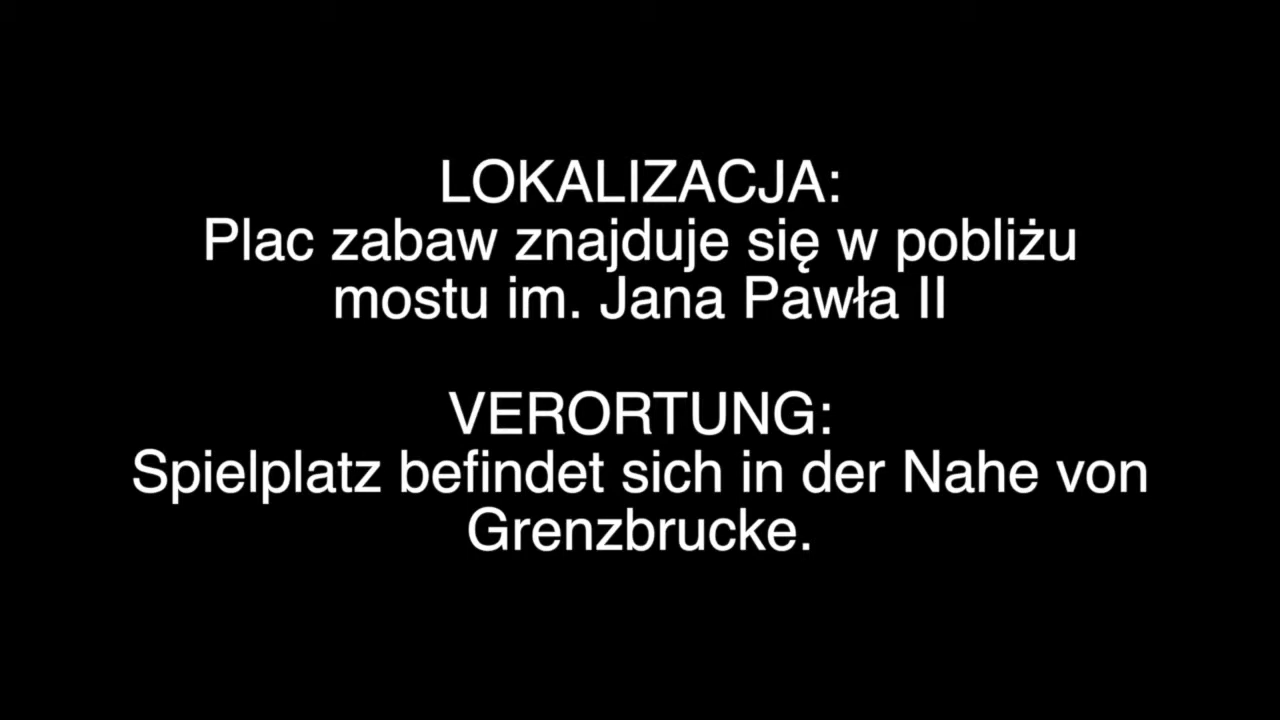 LOKALIZACJA:
Plac zabaw znajduje się w pobliżu
mostu im. Jana Pawła II
VERORTUNG:
Spielplatz befindet sich in der Nahe von
Grenzbrucke.